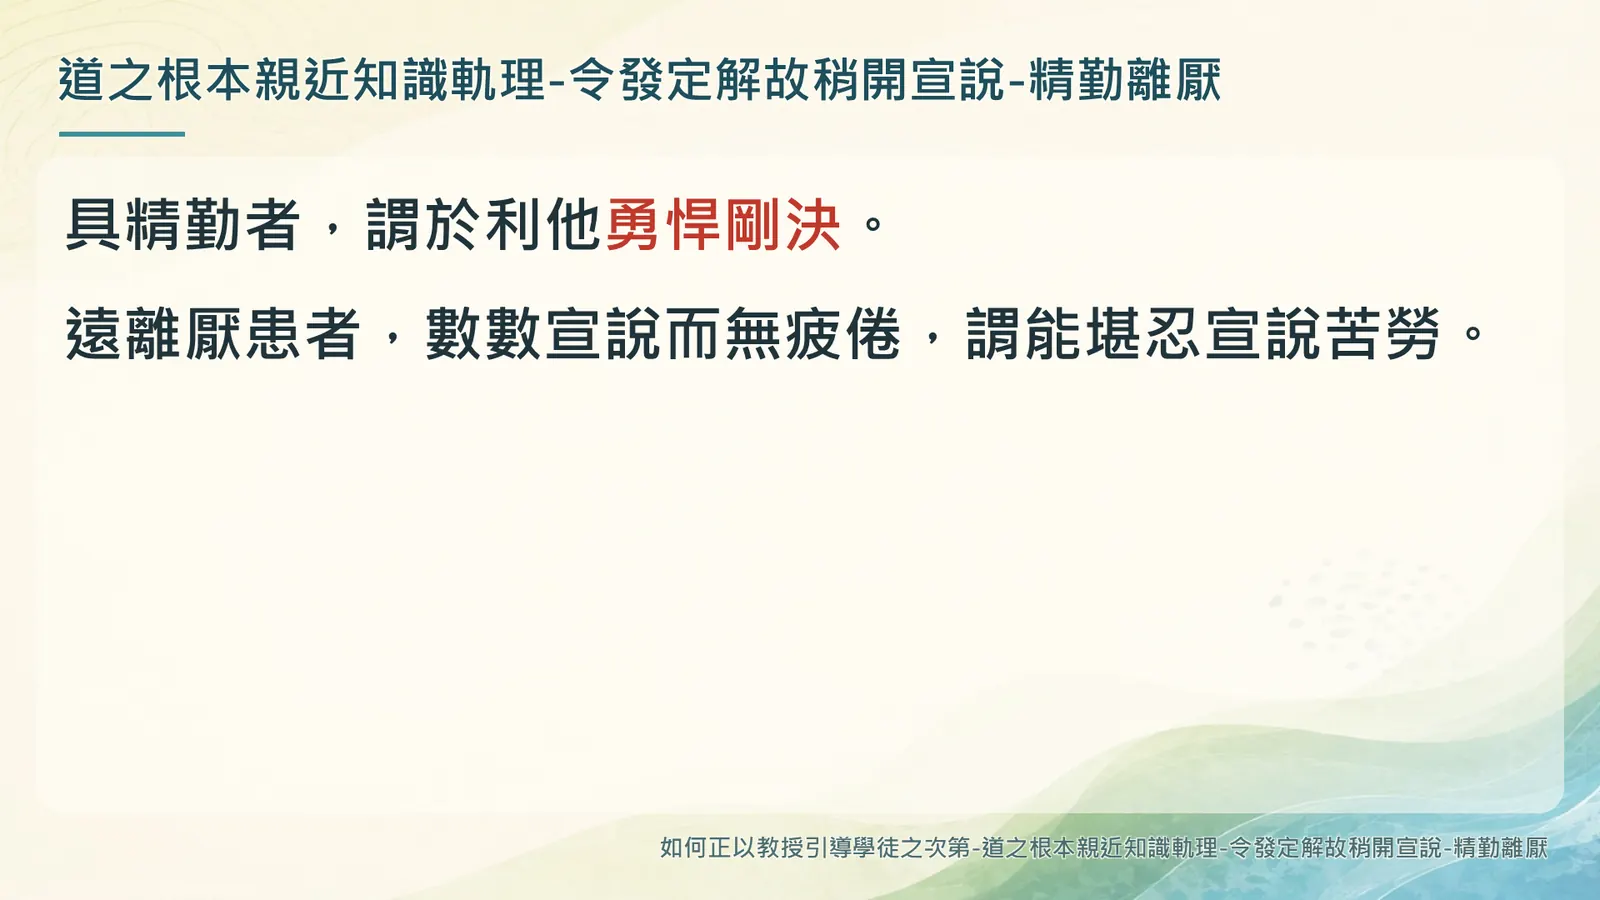 道之根本親近知識軌理-令發定解故稍開宣說-精勤離厭
具精勤者，謂於利他勇悍剛決。
遠離厭患者，數數宣說而無疲倦，謂能堪忍宣說苦勞。
如何正以教授引導學徒之次第-道之根本親近知識軌理-令發定解故稍開宣說-精勤離厭